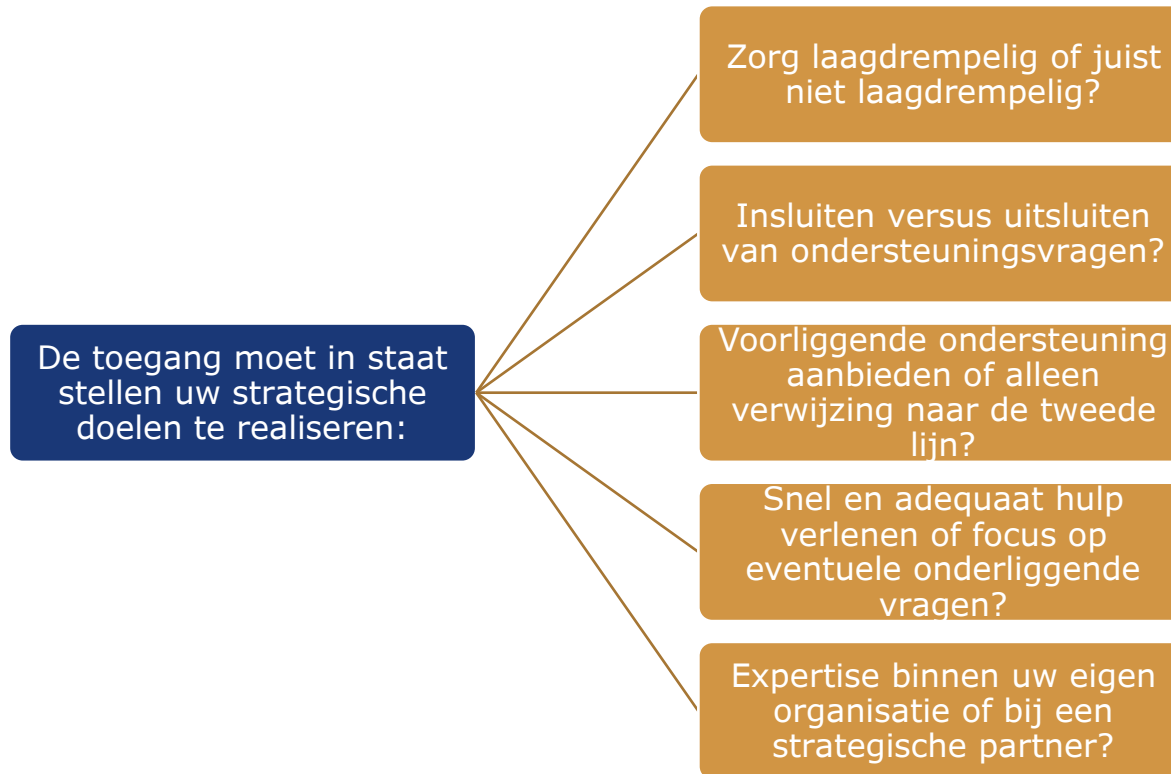 De toegang moet in staat
stellen uw strategische
doelen te realiseren:
Zorg laagdrempelig of juist
niet laagdrempelig?
Insluiten versus uitsluiten
van ondersteuningsvragen?
Voorliggende ondersteuning
aanbieden of alleen
verwijzing naar de tweede
lijn?
Snel en adequaat hulp
verlenen of focus op
eventuele onderliggende
vragen?
Expertise binnen uw eigen
organisatie of bij een
strategische partner?